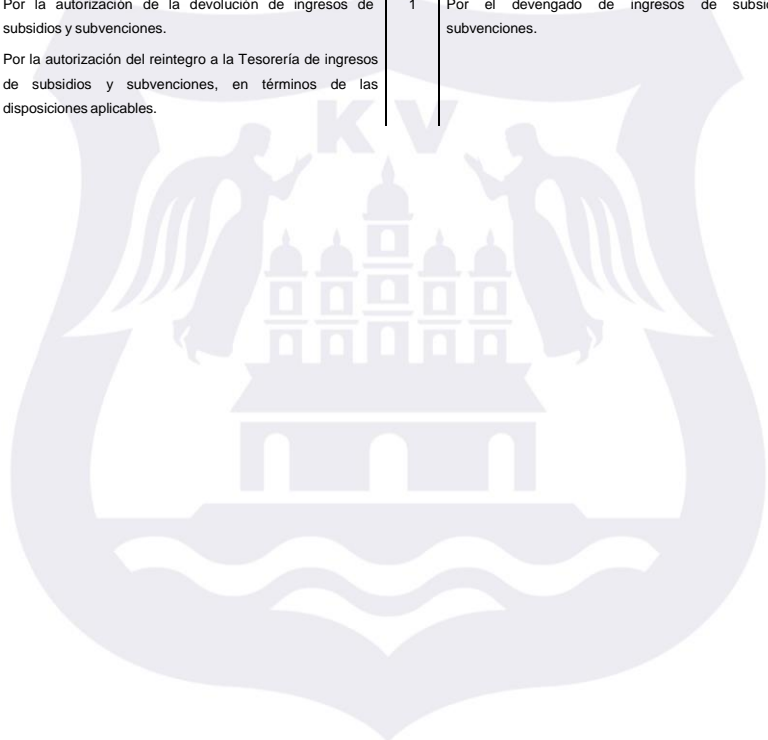 Por la autorización de la devolución de ingresos de
subsidios y subvenciones.
Por la autorización del reintegro a la Tesorería de ingresos
de subsidios y subvenciones, en términos de las
disposiciones aplicables.
1
Por el devengado de ingresos de
subvenciones.
KV